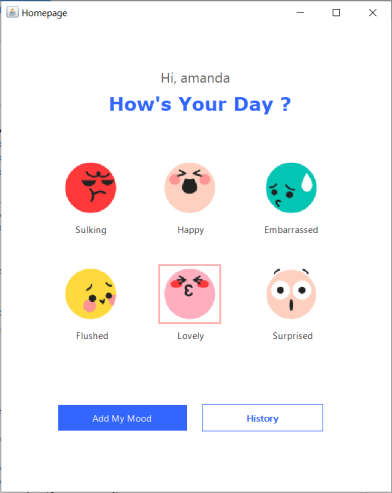 Homepage
Hi, amanda
How's Your Day ?
Sulking
Happy
Embarrassed
Flushed
Lovely
Surprised
Add My Mood
History